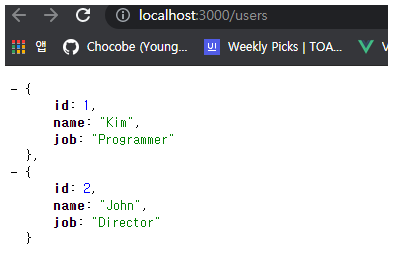 localhost:3000/users
앱 Chocobe (Young... U! Weekly Picks | TOA... V
- {
id: 1,
name: "Kim",
job: "Programmer"
},
- {
id: 2,
name: "John",
job: "Director"
}